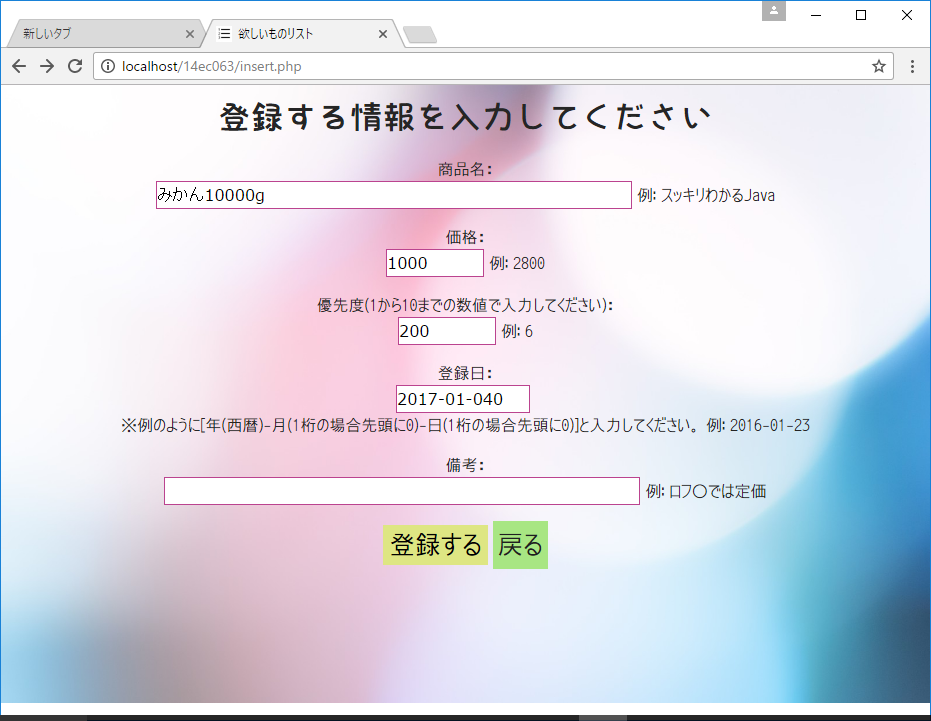 新しいタブ
欲しいものリスト
localhost/14ec063/insert.php
登録する情報を入力してください
商品名:
みかん10000g 例: スッキリわかるJava
価格:
1000 例: 2800
優先度(1から10までの数値で入力してください):
200 例: 6
登録日:
2017-01-040
※例のように[年(西暦)-月(1桁の場合先頭に0)-日(1桁の場合先頭に0)]と入力してください。 例: 2016-01-23
備考:
例: ロフ〇では定価
登録する 戻る